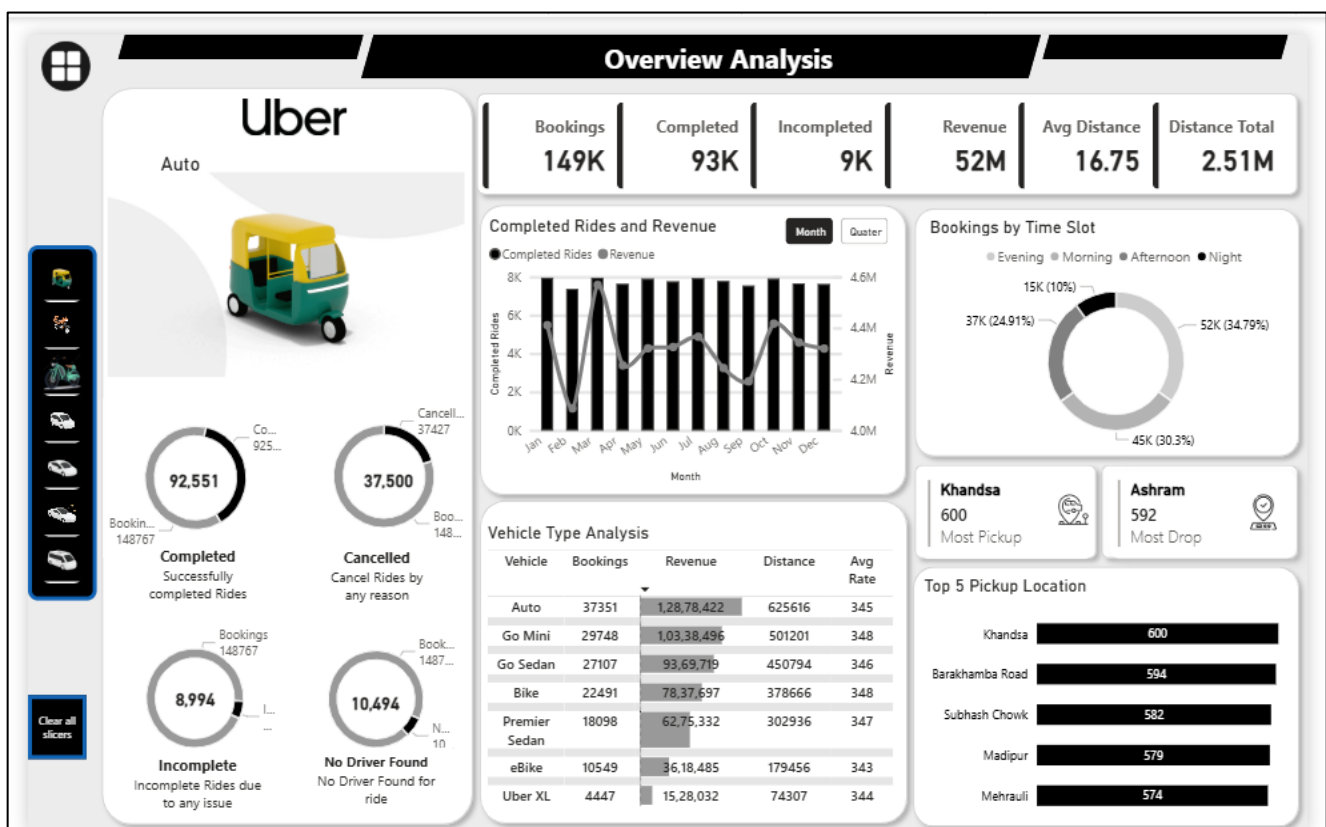 Overview Analysis
Uber
Auto
Bookings
149K
Completed
93K
Incompleted
9K
Revenue
52M
Avg Distance
16.75
Distance Total
2.51M
Completed Rides and Revenue
Month
Quater
Completed Rides Revenue
8K
6K
4K
2K
0K
Completed Rides
4.6M
4.4M
4.2M
4.0M
Revenue
Jan Feb Mar Apr May Jun Jul Aug Sep Oct Nov Dec
Month
Bookings by Time Slot
Evening Morning Afternoon Night
15K (10%)
37K (24.91%)
52K (34.79%)
45K (30.3%)
Co...
925...
92,551
Bookin...
148767
Completed
Successfully
completed Rides
Cancell...
37427
37,500
Boo...
148...
Cancelled
Cancel Rides by
any reason
Bookings
148767
8,994
I...
...
Incomplete
Incomplete Rides due
to any issue
Book...
1487...
10,494
N...
10
No Driver Found
No Driver Found for
ride
Clear all
slicers
Khandsa
600
Most Pickup
Ashram
592
Most Drop
Vehicle Type Analysis
Vehicle Bookings Revenue Distance Avg
Rate
Auto 37351 1,28,78,422 625616 345
Go Mini 29748 1,03,38,496 501201 348
Go Sedan 27107 93,69,719 450794 346
Bike 22491 78,37,697 378666 348
Premier 18098 62,75,332 302936 347
Sedan
eBike 10549 36,18,485 179456 343
Uber XL 4447 15,28,032 74307 344
Top 5 Pickup Location
Khandsa 600
Barakhamba Road 594
Subhash Chowk 582
Madipur 579
Mehrauli 574